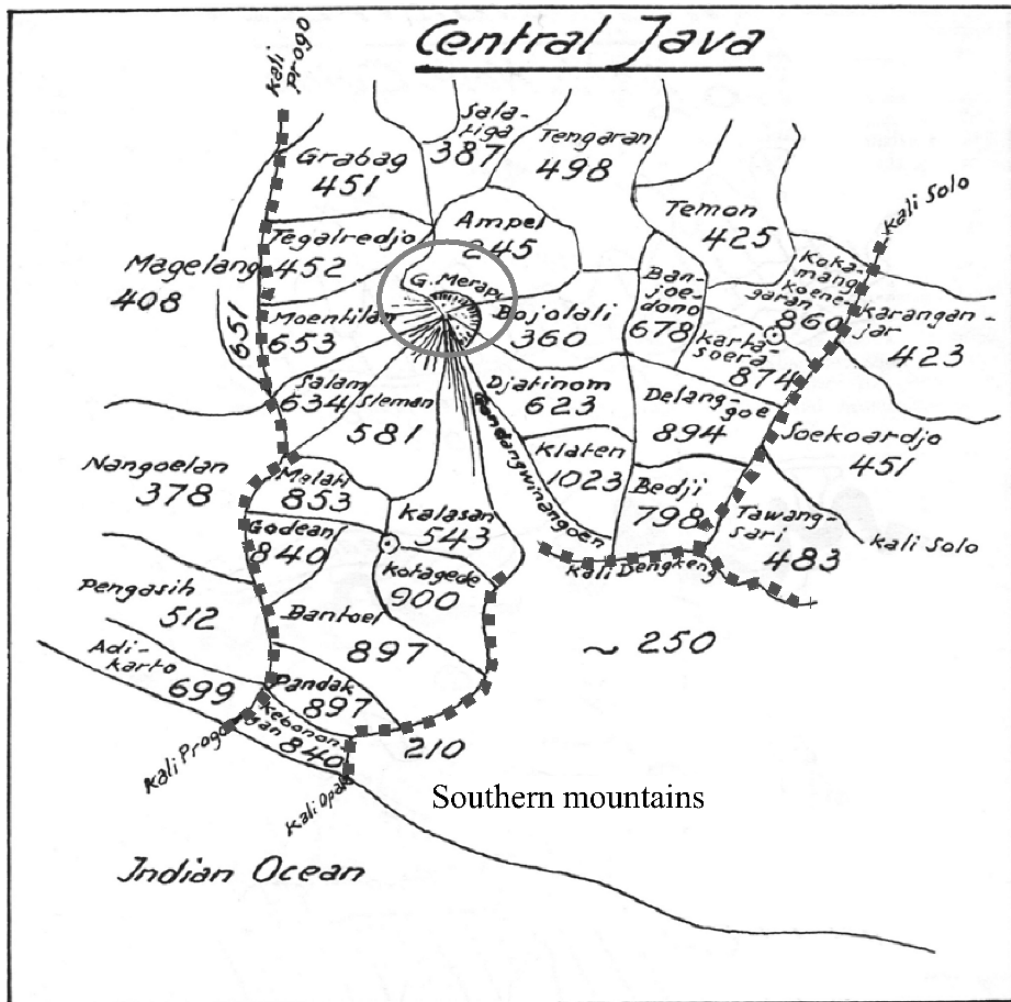 Central Java
Kali
Progo
Sala-
tiga
387
Tengaran
498
Grabag
451
Kali Solo
Temon
425
Ampel
245
Tegalredjo
452
Magelang
408
651
G. Merapi
Ban-
joe-
dono
678
Koka-
mang
koene-
garan
860
Karangan-
jar
423
Moentilan
653
Bojolali
360
Karta-
soera
874
Salam
634
Sleman
581
Djatinom
623
Delang-
goe
894
Soekoardjo
451
Gondangwinangoen
Klaten
1023
Nangoelan
378
Malati
853
Bedji
798
Kalasan
543
Tawang-
sari
483
Kali Solo
Godean
840
Kali Dengkeng
Kotagede
900
Pengasih
512
Bantoel
897
~ 250
Adi-
karto
699
Pandak
897
Kebonan
ngan
840
210
Kali Progo
Kali Opak
Southern mountains
Indian Ocean